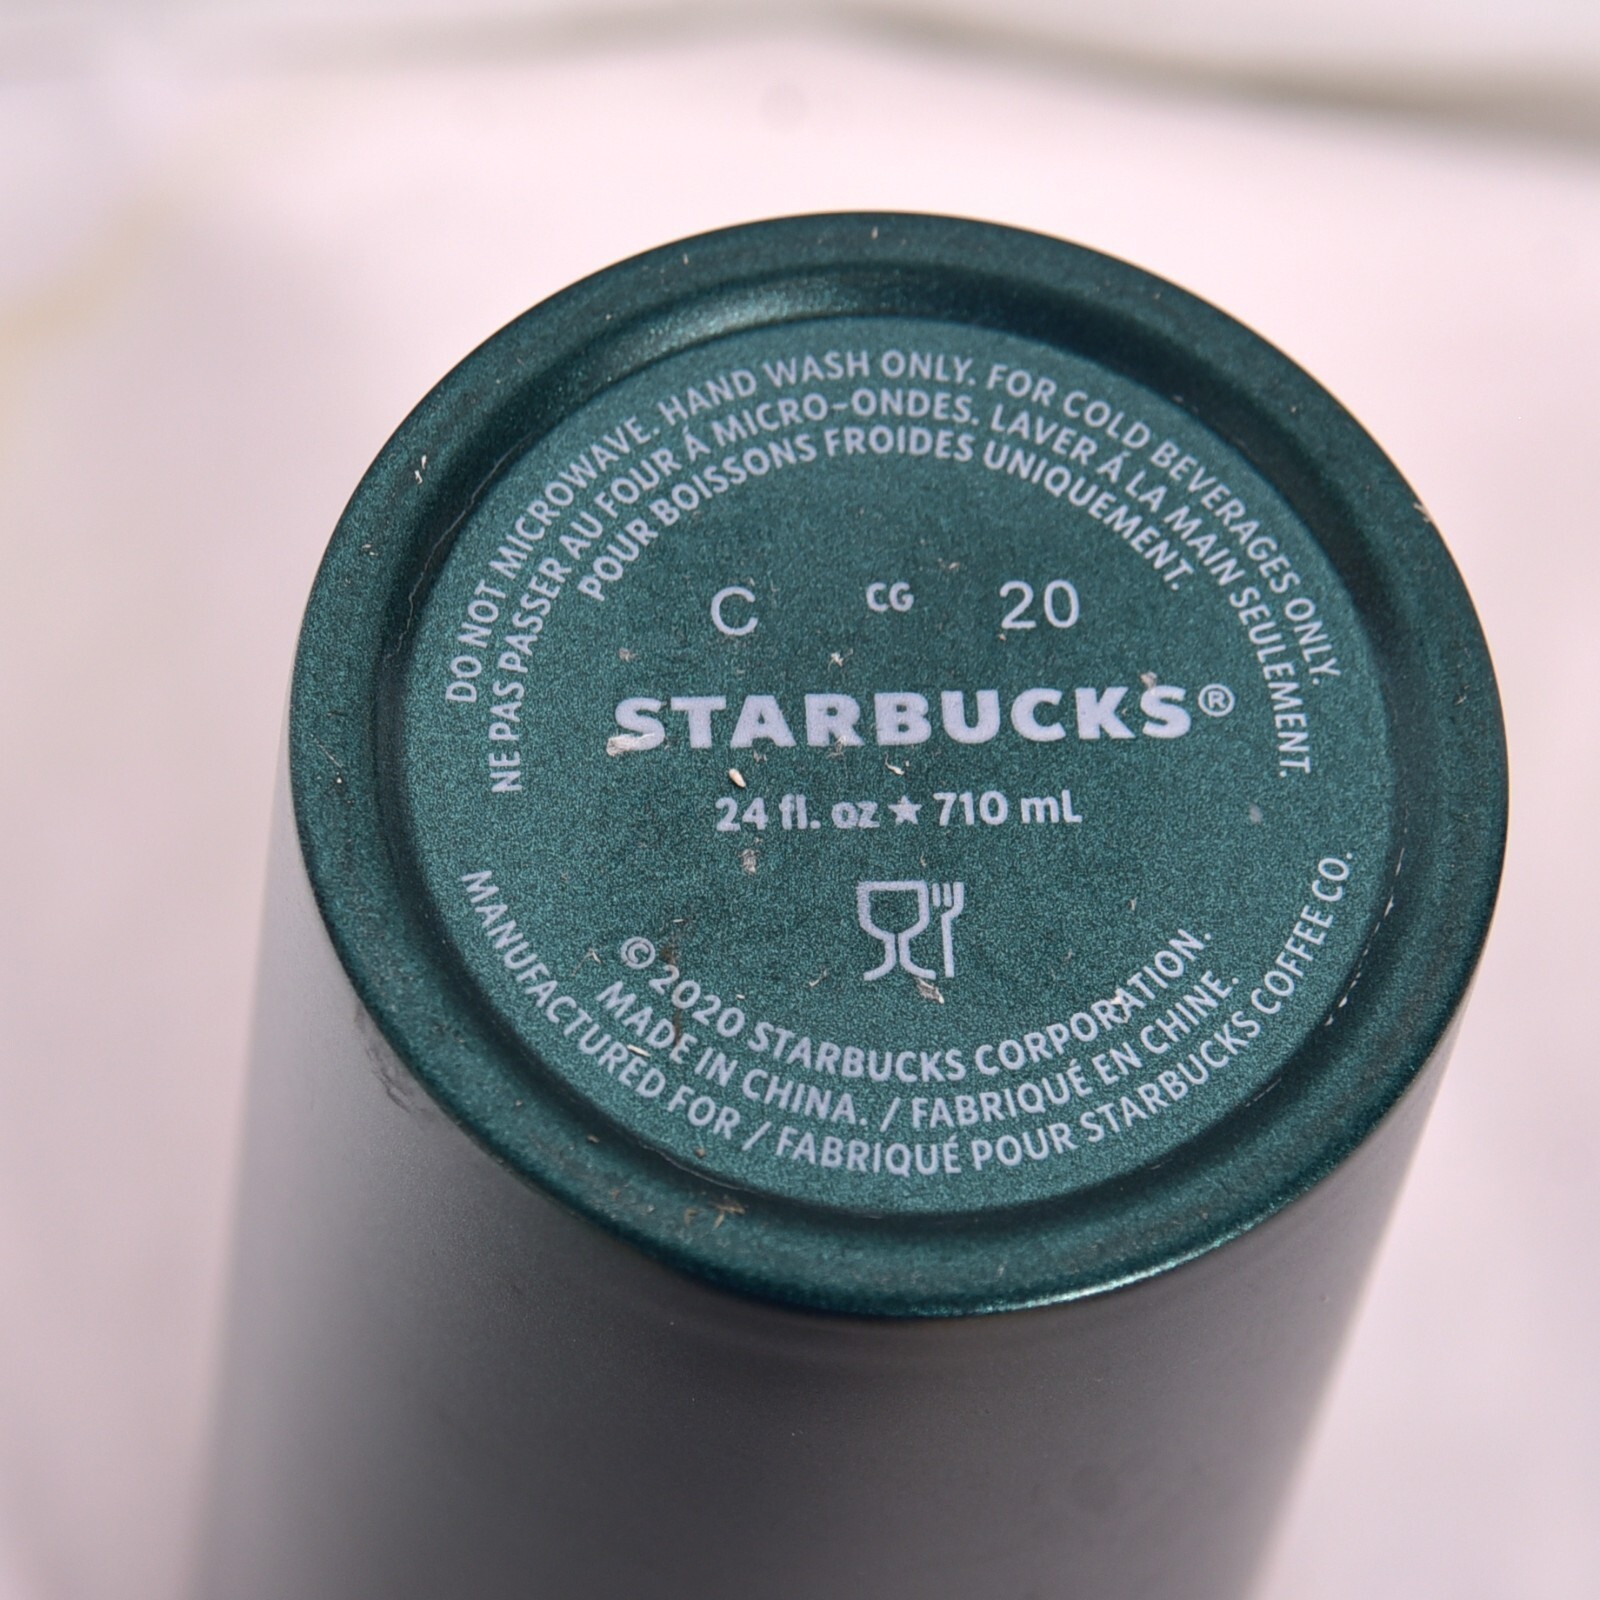 DO NOT MICROWAVE. HAND WASH ONLY. FOR COLD BEVERAGES ONLY.
NE PAS PASSER AU FOUR Á MICRO-ONDES. LAVER Á LA MAIN SEULEMENT.
POUR BOISSONS FROIDES UNIQUEMENT.
C CG 20
STARBUCKS®
24 fl. oz ★ 710 mL
© 2020 STARBUCKS CORPORATION.
MADE IN CHINA. / FABRIQUÉ EN CHINE.
MANUFACTURED FOR / FABRIQUÉ POUR STARBUCKS COFFEE CO.